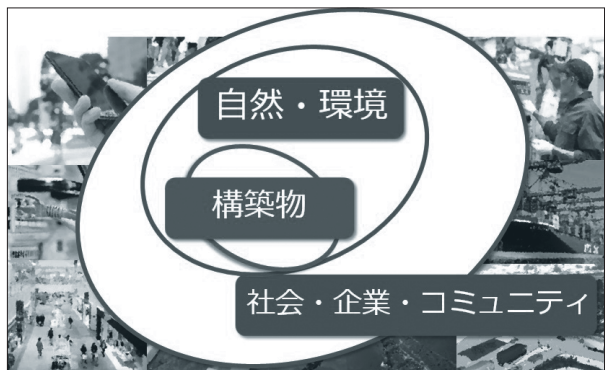 自然・環境
構築物
社会・企業・コミュニティ